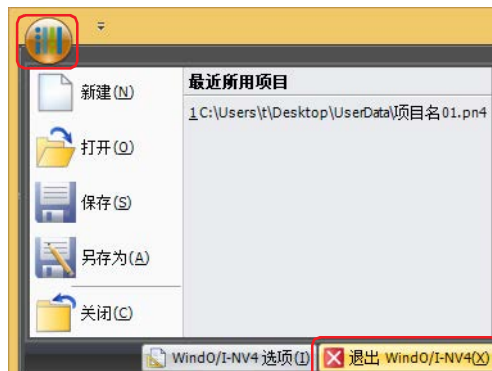 最近所用项目
新建(N)
1C:\Users\t\Desktop\UserData\项目名01.pn4
打开(O)
保存(S)
另存为(A)
关闭(C)
WindO/I-NV4 选项(I)
退出 WindO/I-NV4(X)